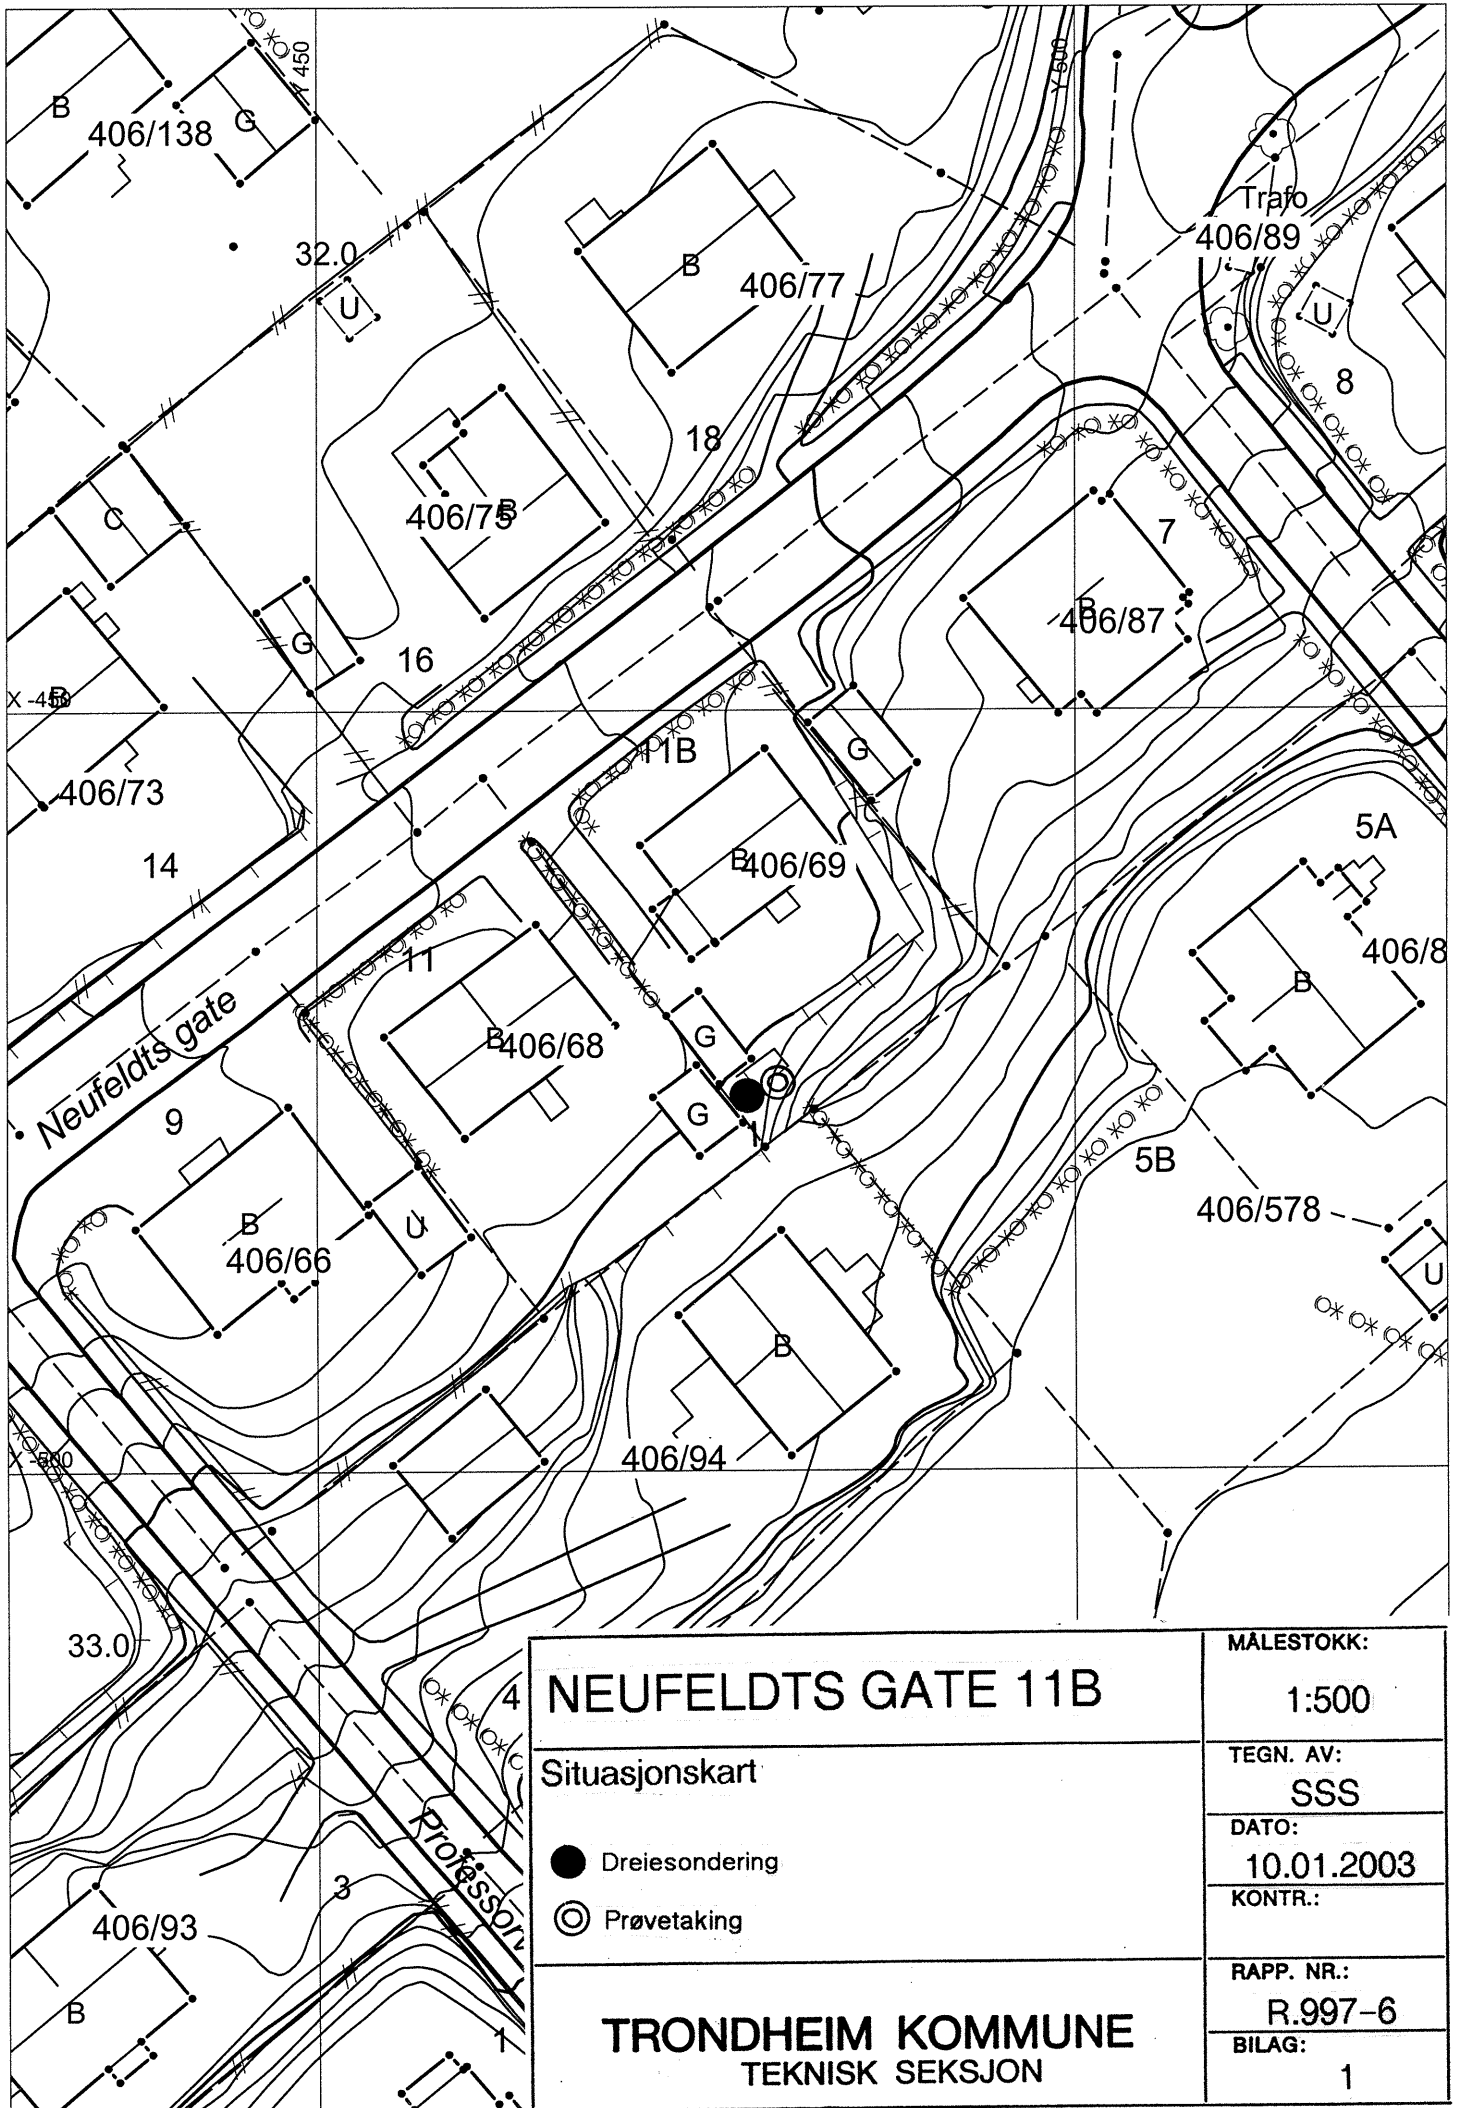 Y 450
Y 500
B
406/138
G
Trafo
406/89
32.0
U
B
406/77
U
8
18
C
406/75
B
7
B
406/87
G
16
X -450
B
11B
G
406/73
5A
14
B
406/69
406/8
11
B
B
406/68
G
Neufeldts gate
9
G
1
5B
B
U
406/578
406/66
U
B
406/94
X -500
33.0
4
Professor
3
406/93
B
1
NEUFELDTS GATE 11B
Situasjonskart
Dreiesondering
Prøvetaking
TRONDHEIM KOMMUNE
TEKNISK SEKSJON
MÅLESTOKK:
1:500
TEGN. AV:
SSS
DATO:
10.01.2003
KONTR.:
RAPP. NR.:
R.997-6
BILAG:
1